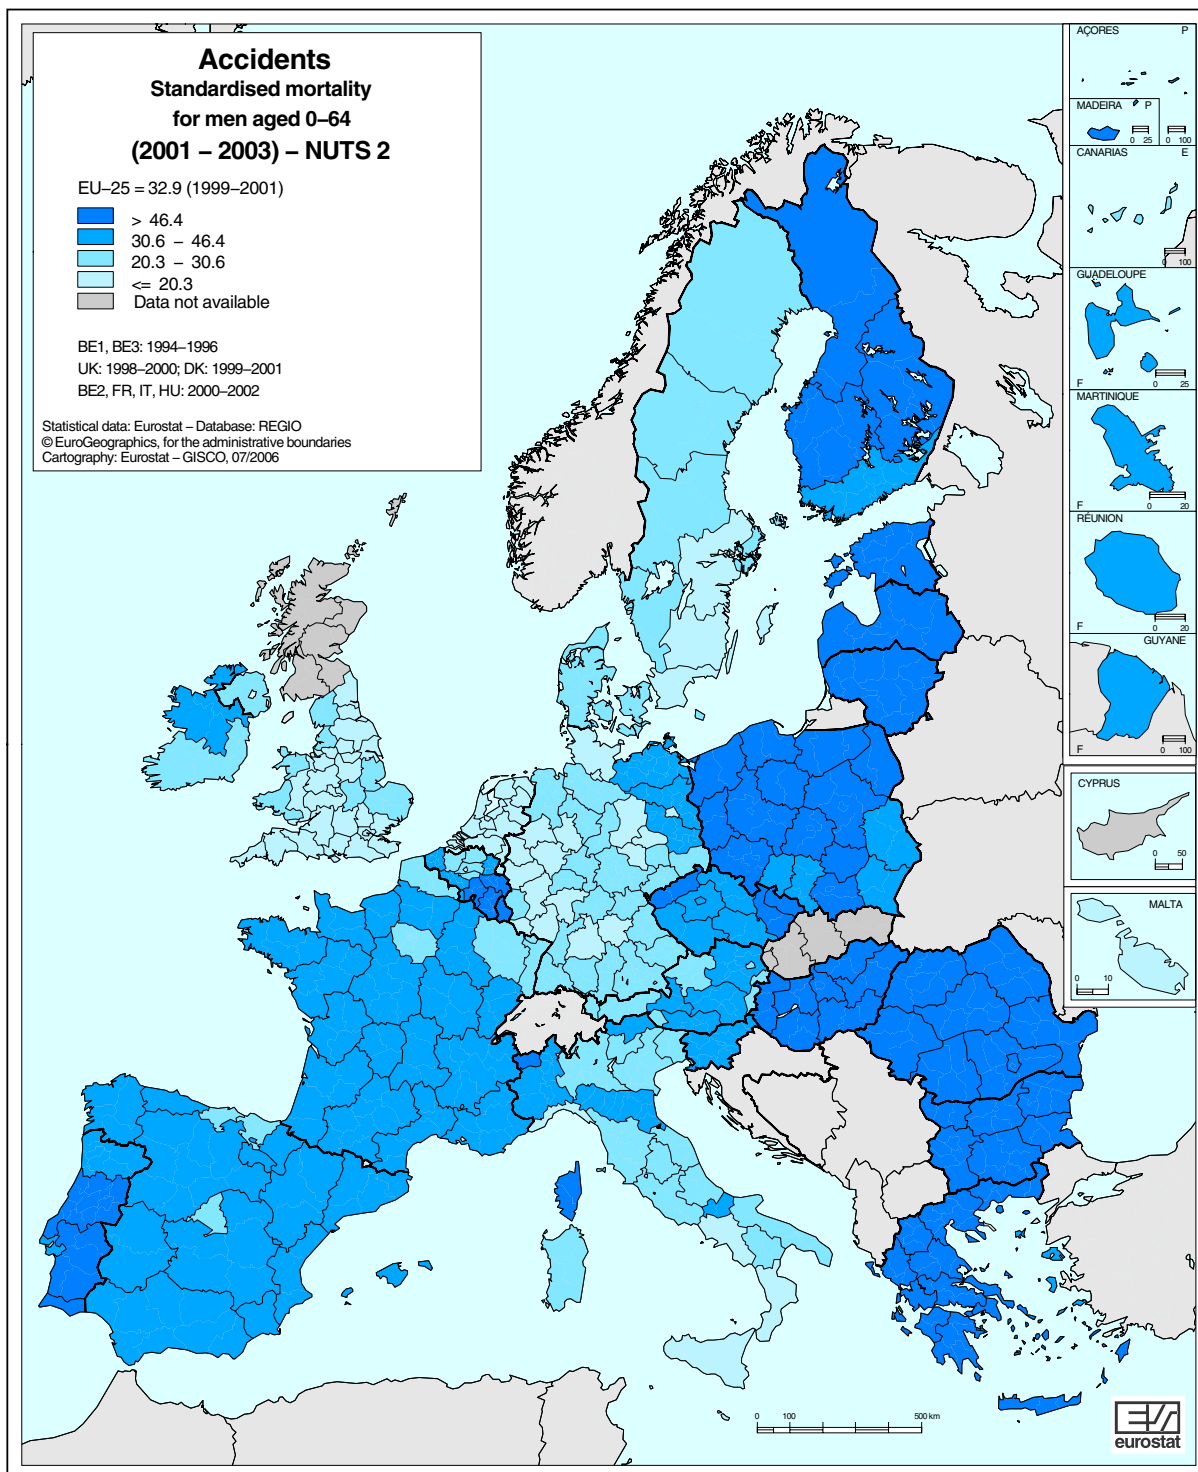 Accidents
Standardised mortality
for men aged 0–64
(2001 – 2003) – NUTS 2
EU–25 = 32.9 (1999–2001)
> 46.4
30.6 – 46.4
20.3 – 30.6
<= 20.3
Data not available
BE1, BE3: 1994–1996
UK: 1998–2000; DK: 1999–2001
BE2, FR, IT, HU: 2000–2002
Statistical data: Eurostat – Database: REGIO
© EuroGeographics, for the administrative boundaries
Cartography: Eurostat – GISCO, 07/2006
AÇORES P
MADEIRA P
0 25 0 100
CANARIAS E
0 100
GUADELOUPE
F 0 25
MARTINIQUE
F 0 20
RÉUNION
F 0 20
GUYANE
F 0 100
CYPRUS
0 50
MALTA
0 10
0 100 500 km
eurostat